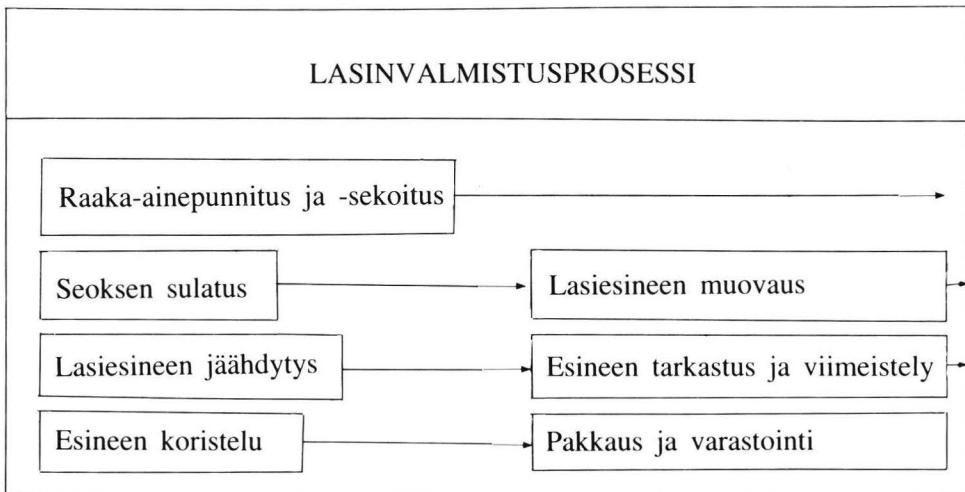 LASINVALMISTUSPROSESSI
Raaka-ainepunnitus ja -sekoitus
Seoksen sulatus
Lasiesineen muovaus
Lasiesineen jäähdytys
Esineen tarkastus ja viimeistely
Esineen koristelu
Pakkaus ja varastointi